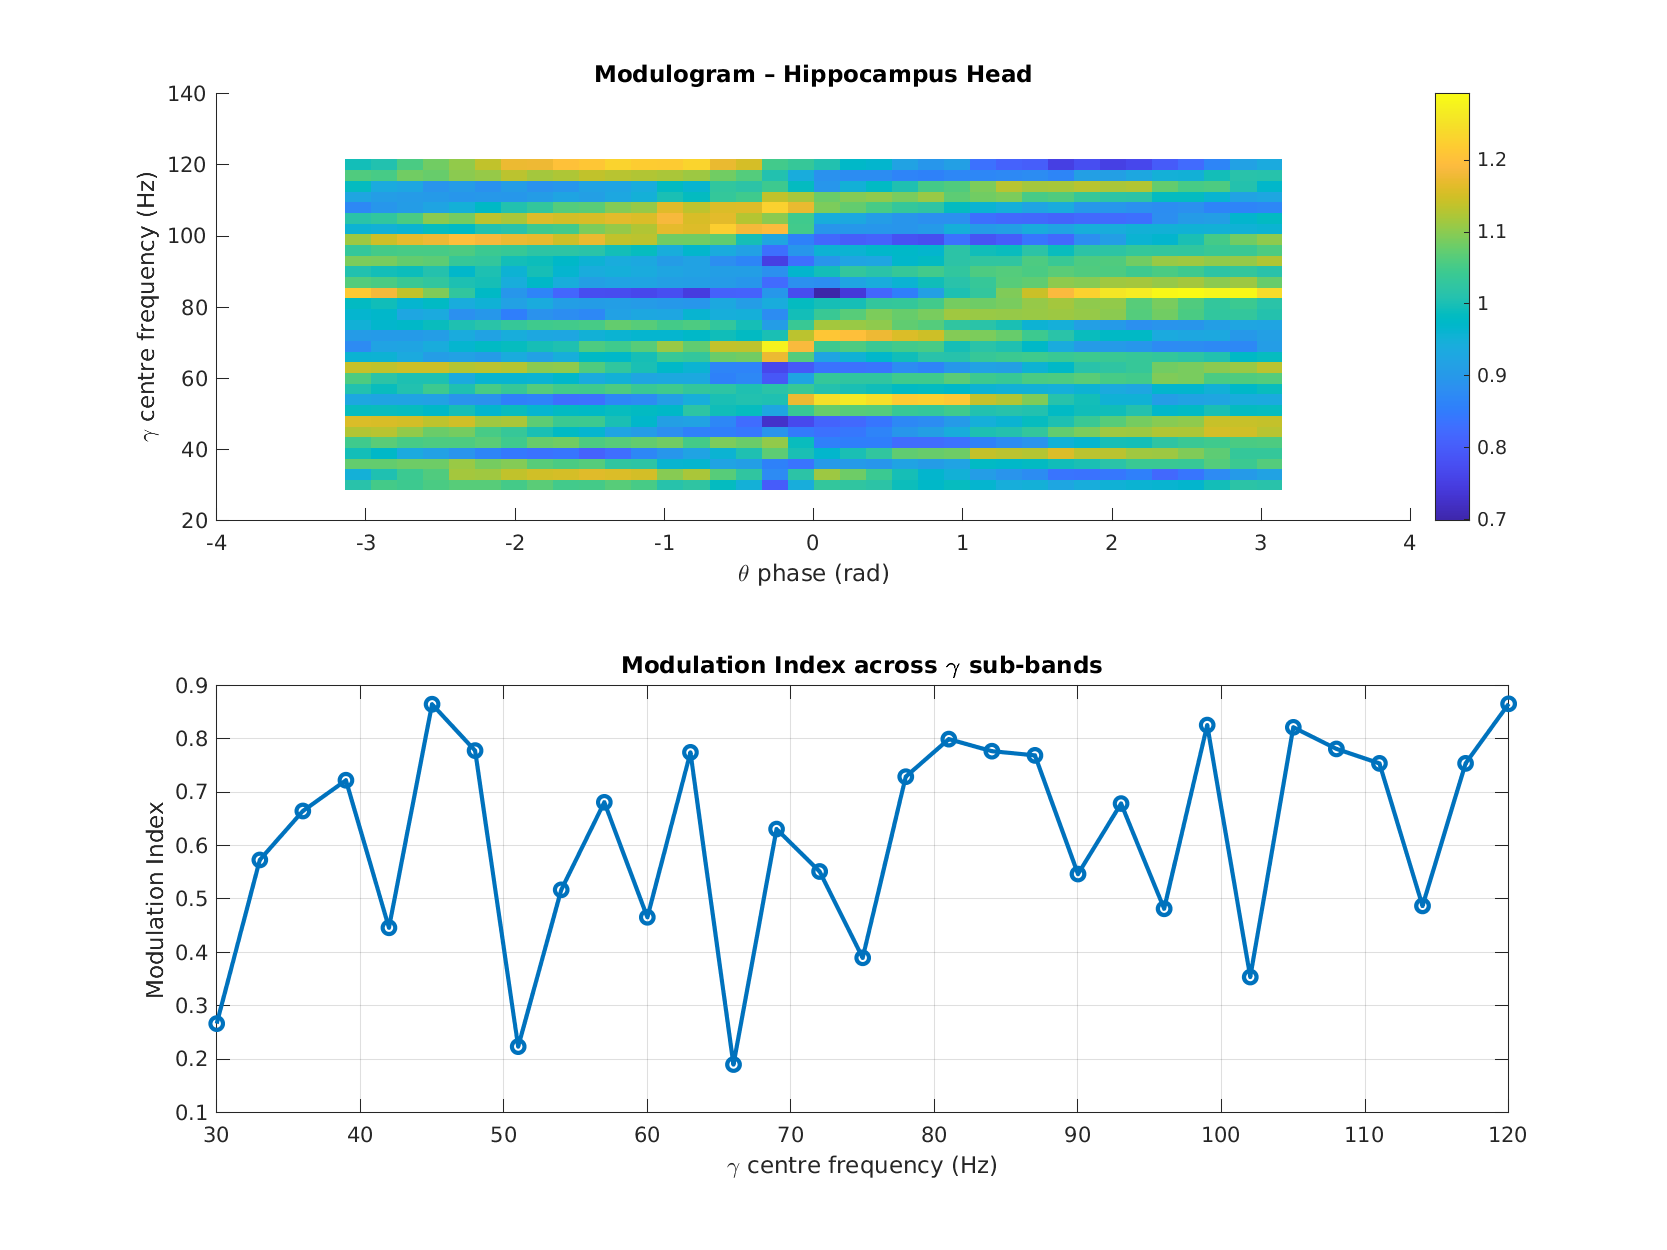 Modulogram – Hippocampus Head
140
120
100
80
60
40
20
γ centre frequency (Hz)
-4 -3 -2 -1 0 1 2 3 4
θ phase (rad)
1.2
1.1
1
0.9
0.8
0.7
Modulation Index across γ sub-bands
0.9
0.8
0.7
0.6
0.5
0.4
0.3
0.2
0.1
Modulation Index
30 40 50 60 70 80 90 100 110 120
γ centre frequency (Hz)